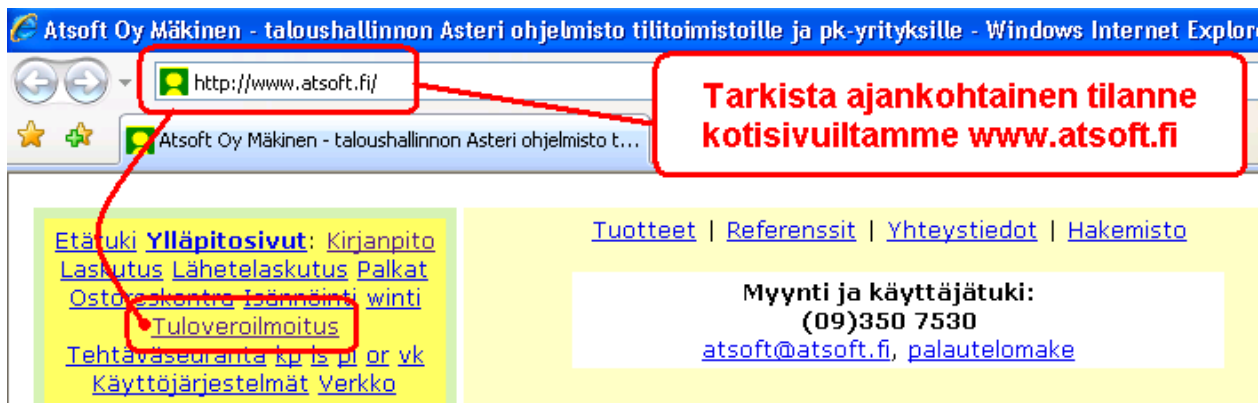 Atsoft Oy Mäkinen - taloushallinnon Asteri ohjelmisto tilitoimistoille ja pk-yrityksille - Windows Internet Explor
http://www.atsoft.fi/
Tarkista ajankohtainen tilanne
kotisivuiltamme www.atsoft.fi
Atsoft Oy Mäkinen - taloushallinnon Asteri ohjelmisto t...
Etätuki Ylläpitosivut: Kirjanpito
Laskutus Lähetelaskutus Palkat
Ostoreskontra Isännöinti winti
Tuloveroilmoitus
Tehtäväseuranta kp ls pl or vk
Käyttöjärjestelmät Verkko
Tuotteet | Referenssit | Yhteystiedot | Hakemisto
Myynti ja käyttäjätuki:
(09)350 7530
atsoft@atsoft.fi, palautelomake